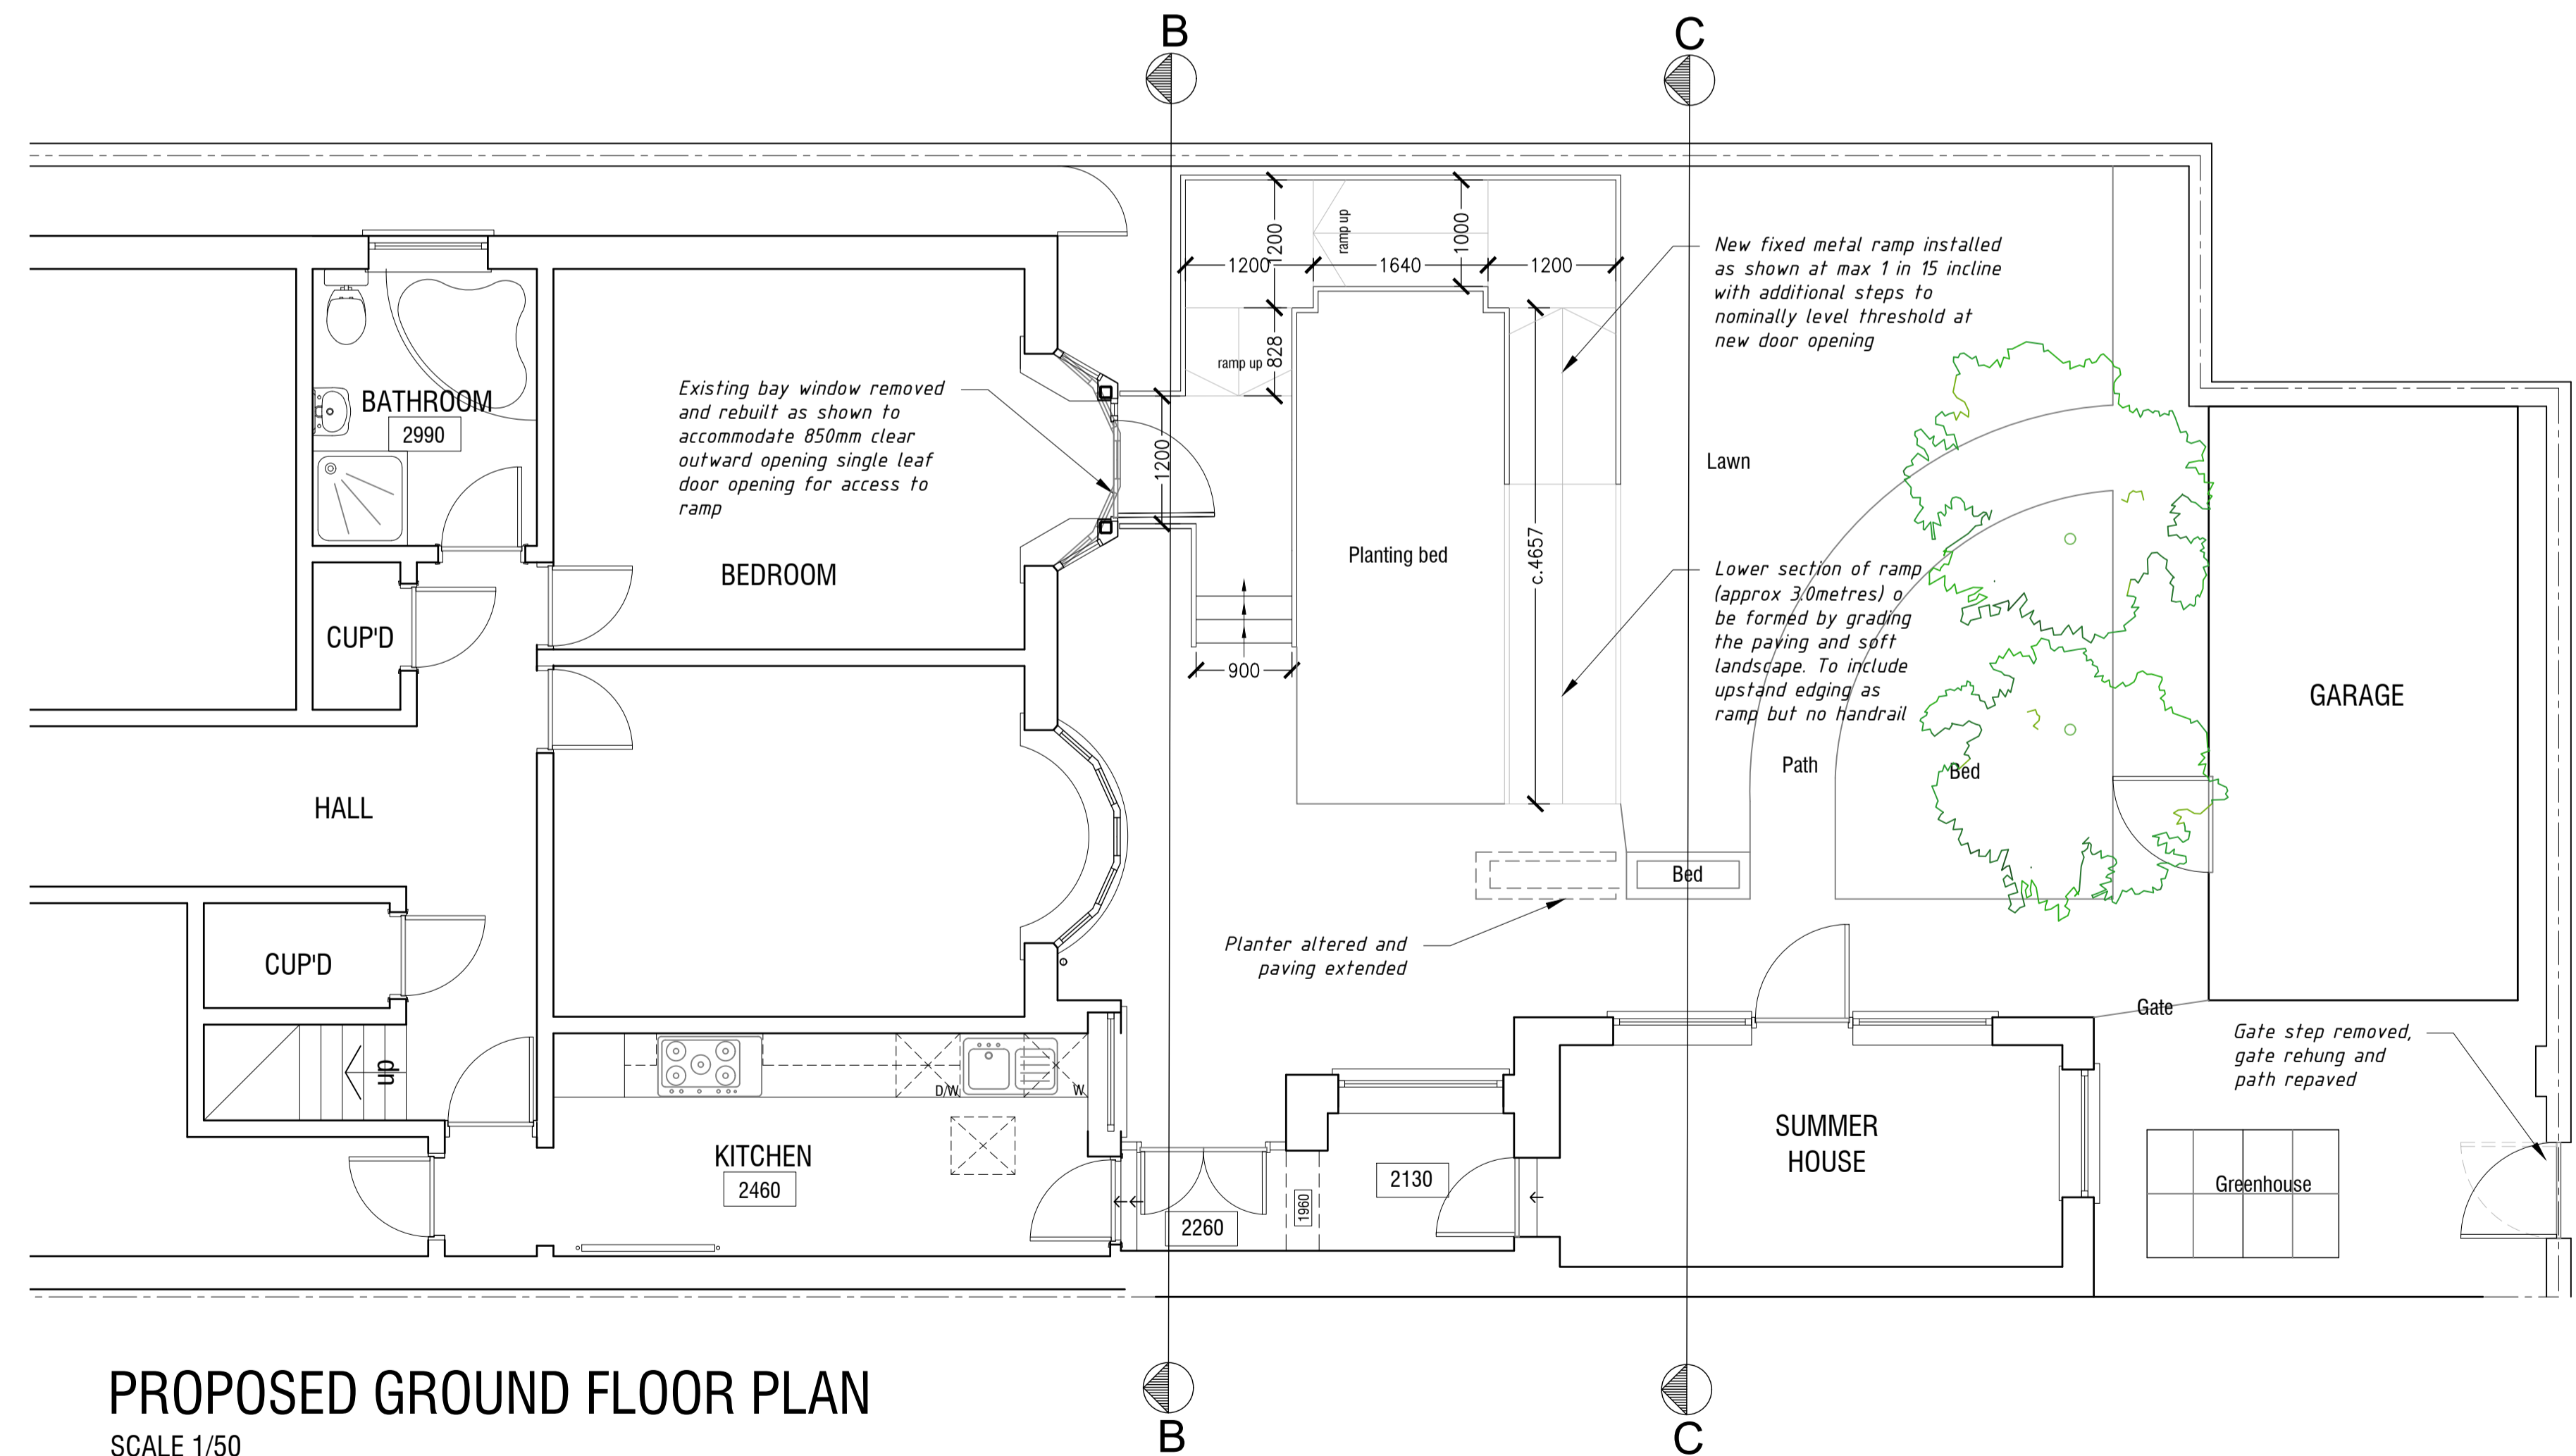 B
C
1200
1000
ramp up
1200
1640
1200
828
ramp up
New fixed metal ramp installed
as shown at max 1 in 15 incline
with additional steps to
nominally level threshold at
new door opening
Existing bay window removed
and rebuilt as shown to
accommodate 850mm clear
outward opening single leaf
door opening for access to
ramp
BATHROOM
2990
1200
Lawn
BEDROOM
Planting bed
c.4657
Lower section of ramp
(approx 3.0metres) o
be formed by grading
the paving and soft
landscape. To include
upstand edging as
ramp but no handrail
CUP'D
900
GARAGE
Path
Bed
HALL
Bed
CUP'D
Planter altered and
paving extended
Gate
Gate step removed,
gate rehung and
path repaved
dn
D/W
W
KITCHEN
2460
SUMMER
HOUSE
2130
1960
2260
Greenhouse
PROPOSED GROUND FLOOR PLAN
SCALE 1/50
B
C